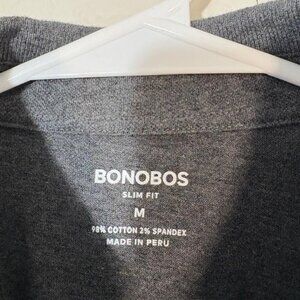 BONOBOS
SLIM FIT
M
98% COTTON 2% SPANDEX
MADE IN PERU